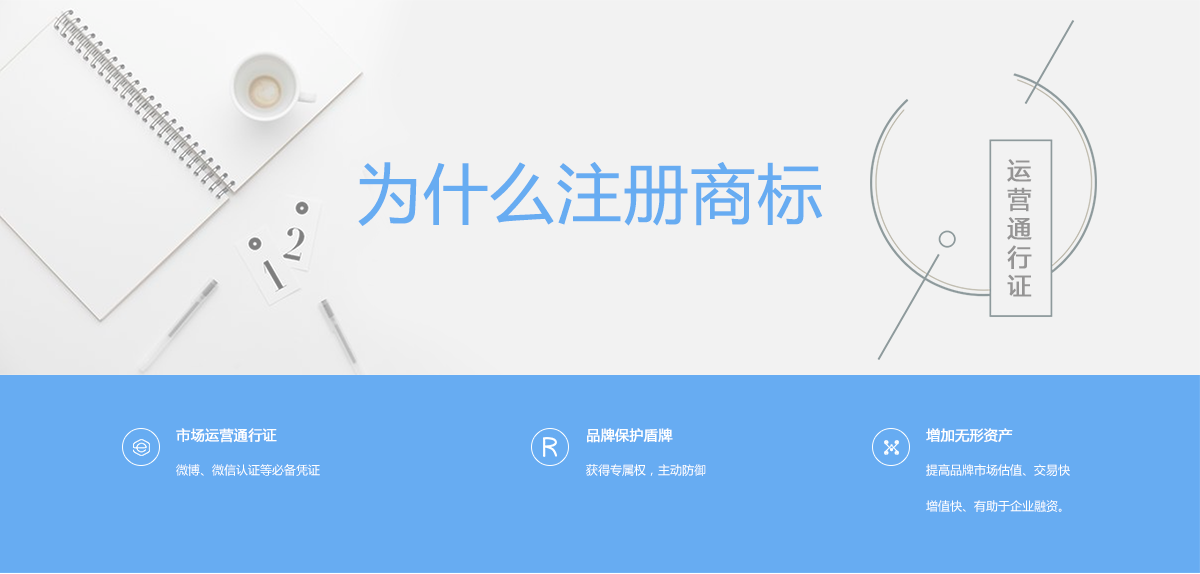 1
2
为什么注册商标
运营通行证
市场运营通行证
微博、微信认证等必备凭证
R
品牌保护盾牌
获得专属权，主动防御
增加无形资产
提高品牌市场估值、交易快
增值快、有助于企业融资。